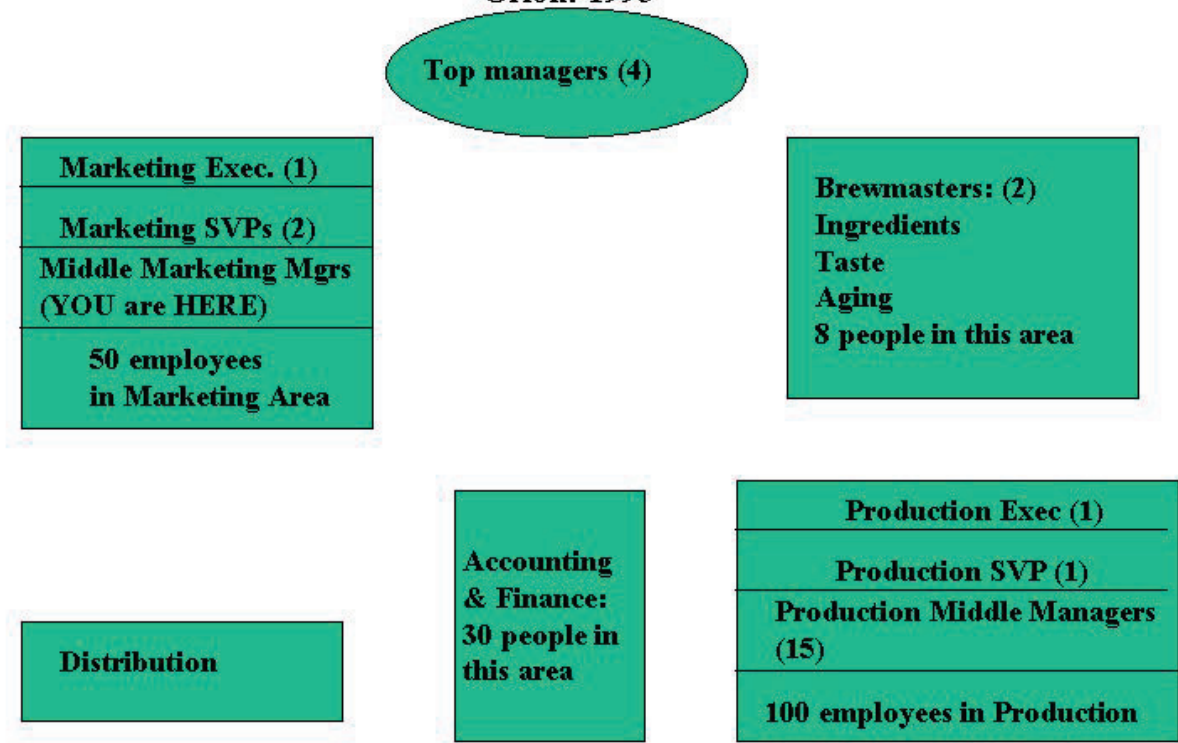 Top managers (4)
Marketing Exec. (1)
Marketing SVPs (2)
Middle Marketing Mgrs
(YOU are HERE)
50 employees
in Marketing Area
Brewmasters: (2)
Ingredients
Taste
Aging
8 people in this area
Distribution
Accounting
& Finance:
30 people in
this area
Production Exec (1)
Production SVP (1)
Production Middle Managers
(15)
100 employees in Production